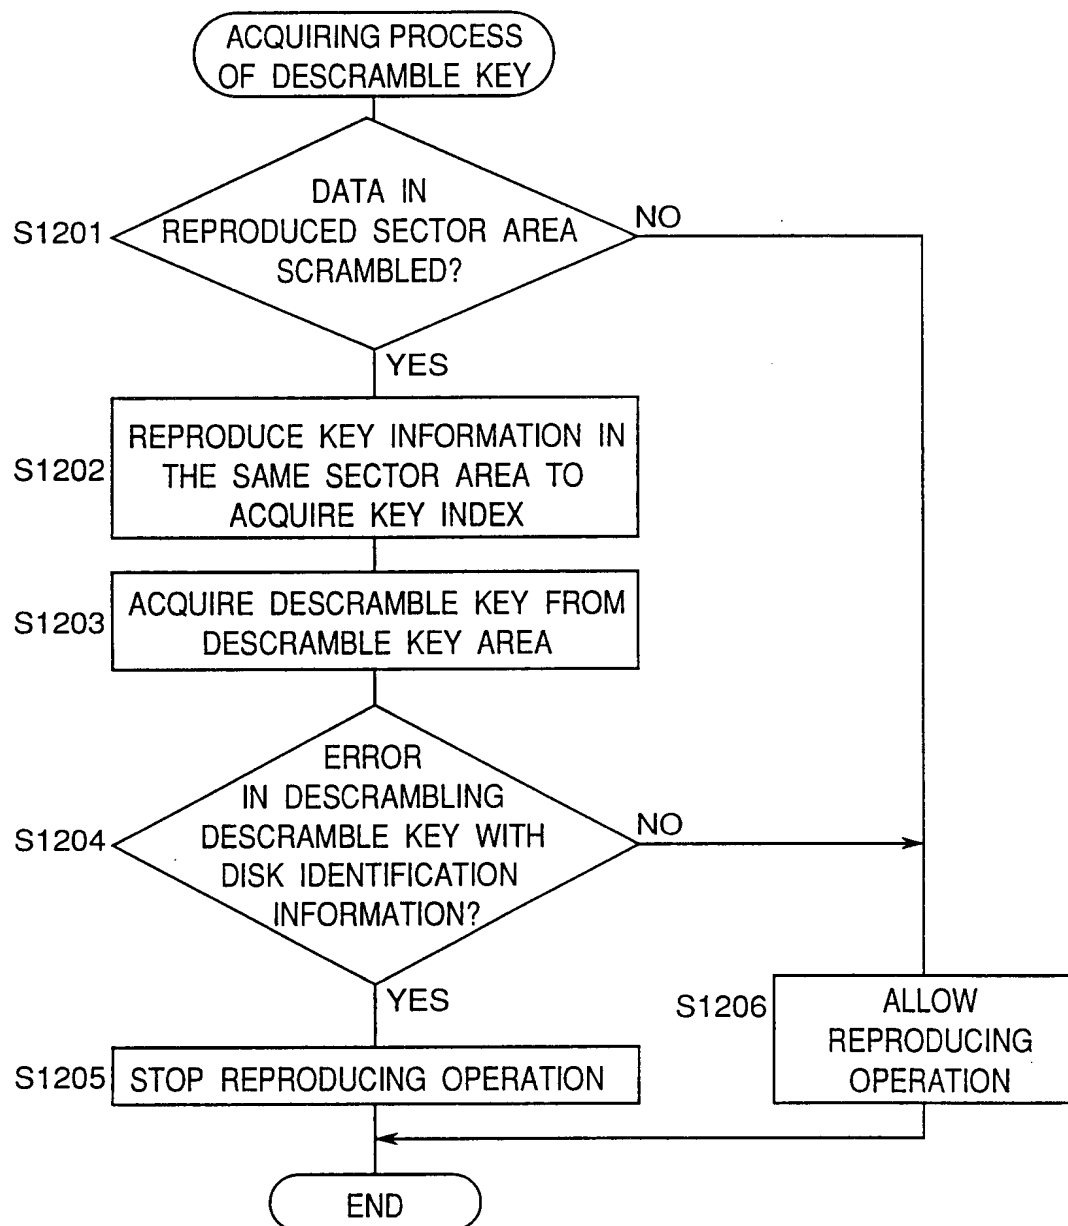 ACQUIRING PROCESS
OF DESCRAMBLE KEY
S1201
DATA IN
REPRODUCED SECTOR AREA
SCRAMBLED?
NO
YES
S1202
REPRODUCE KEY INFORMATION IN
THE SAME SECTOR AREA TO
ACQUIRE KEY INDEX
S1203
ACQUIRE DESCRAMBLE KEY FROM
DESCRAMBLE KEY AREA
S1204
ERROR
IN DESCRAMBLING
DESCRAMBLE KEY WITH
DISK IDENTIFICATION
INFORMATION?
NO
YES
S1206
ALLOW
REPRODUCING
OPERATION
S1205
STOP REPRODUCING OPERATION
END